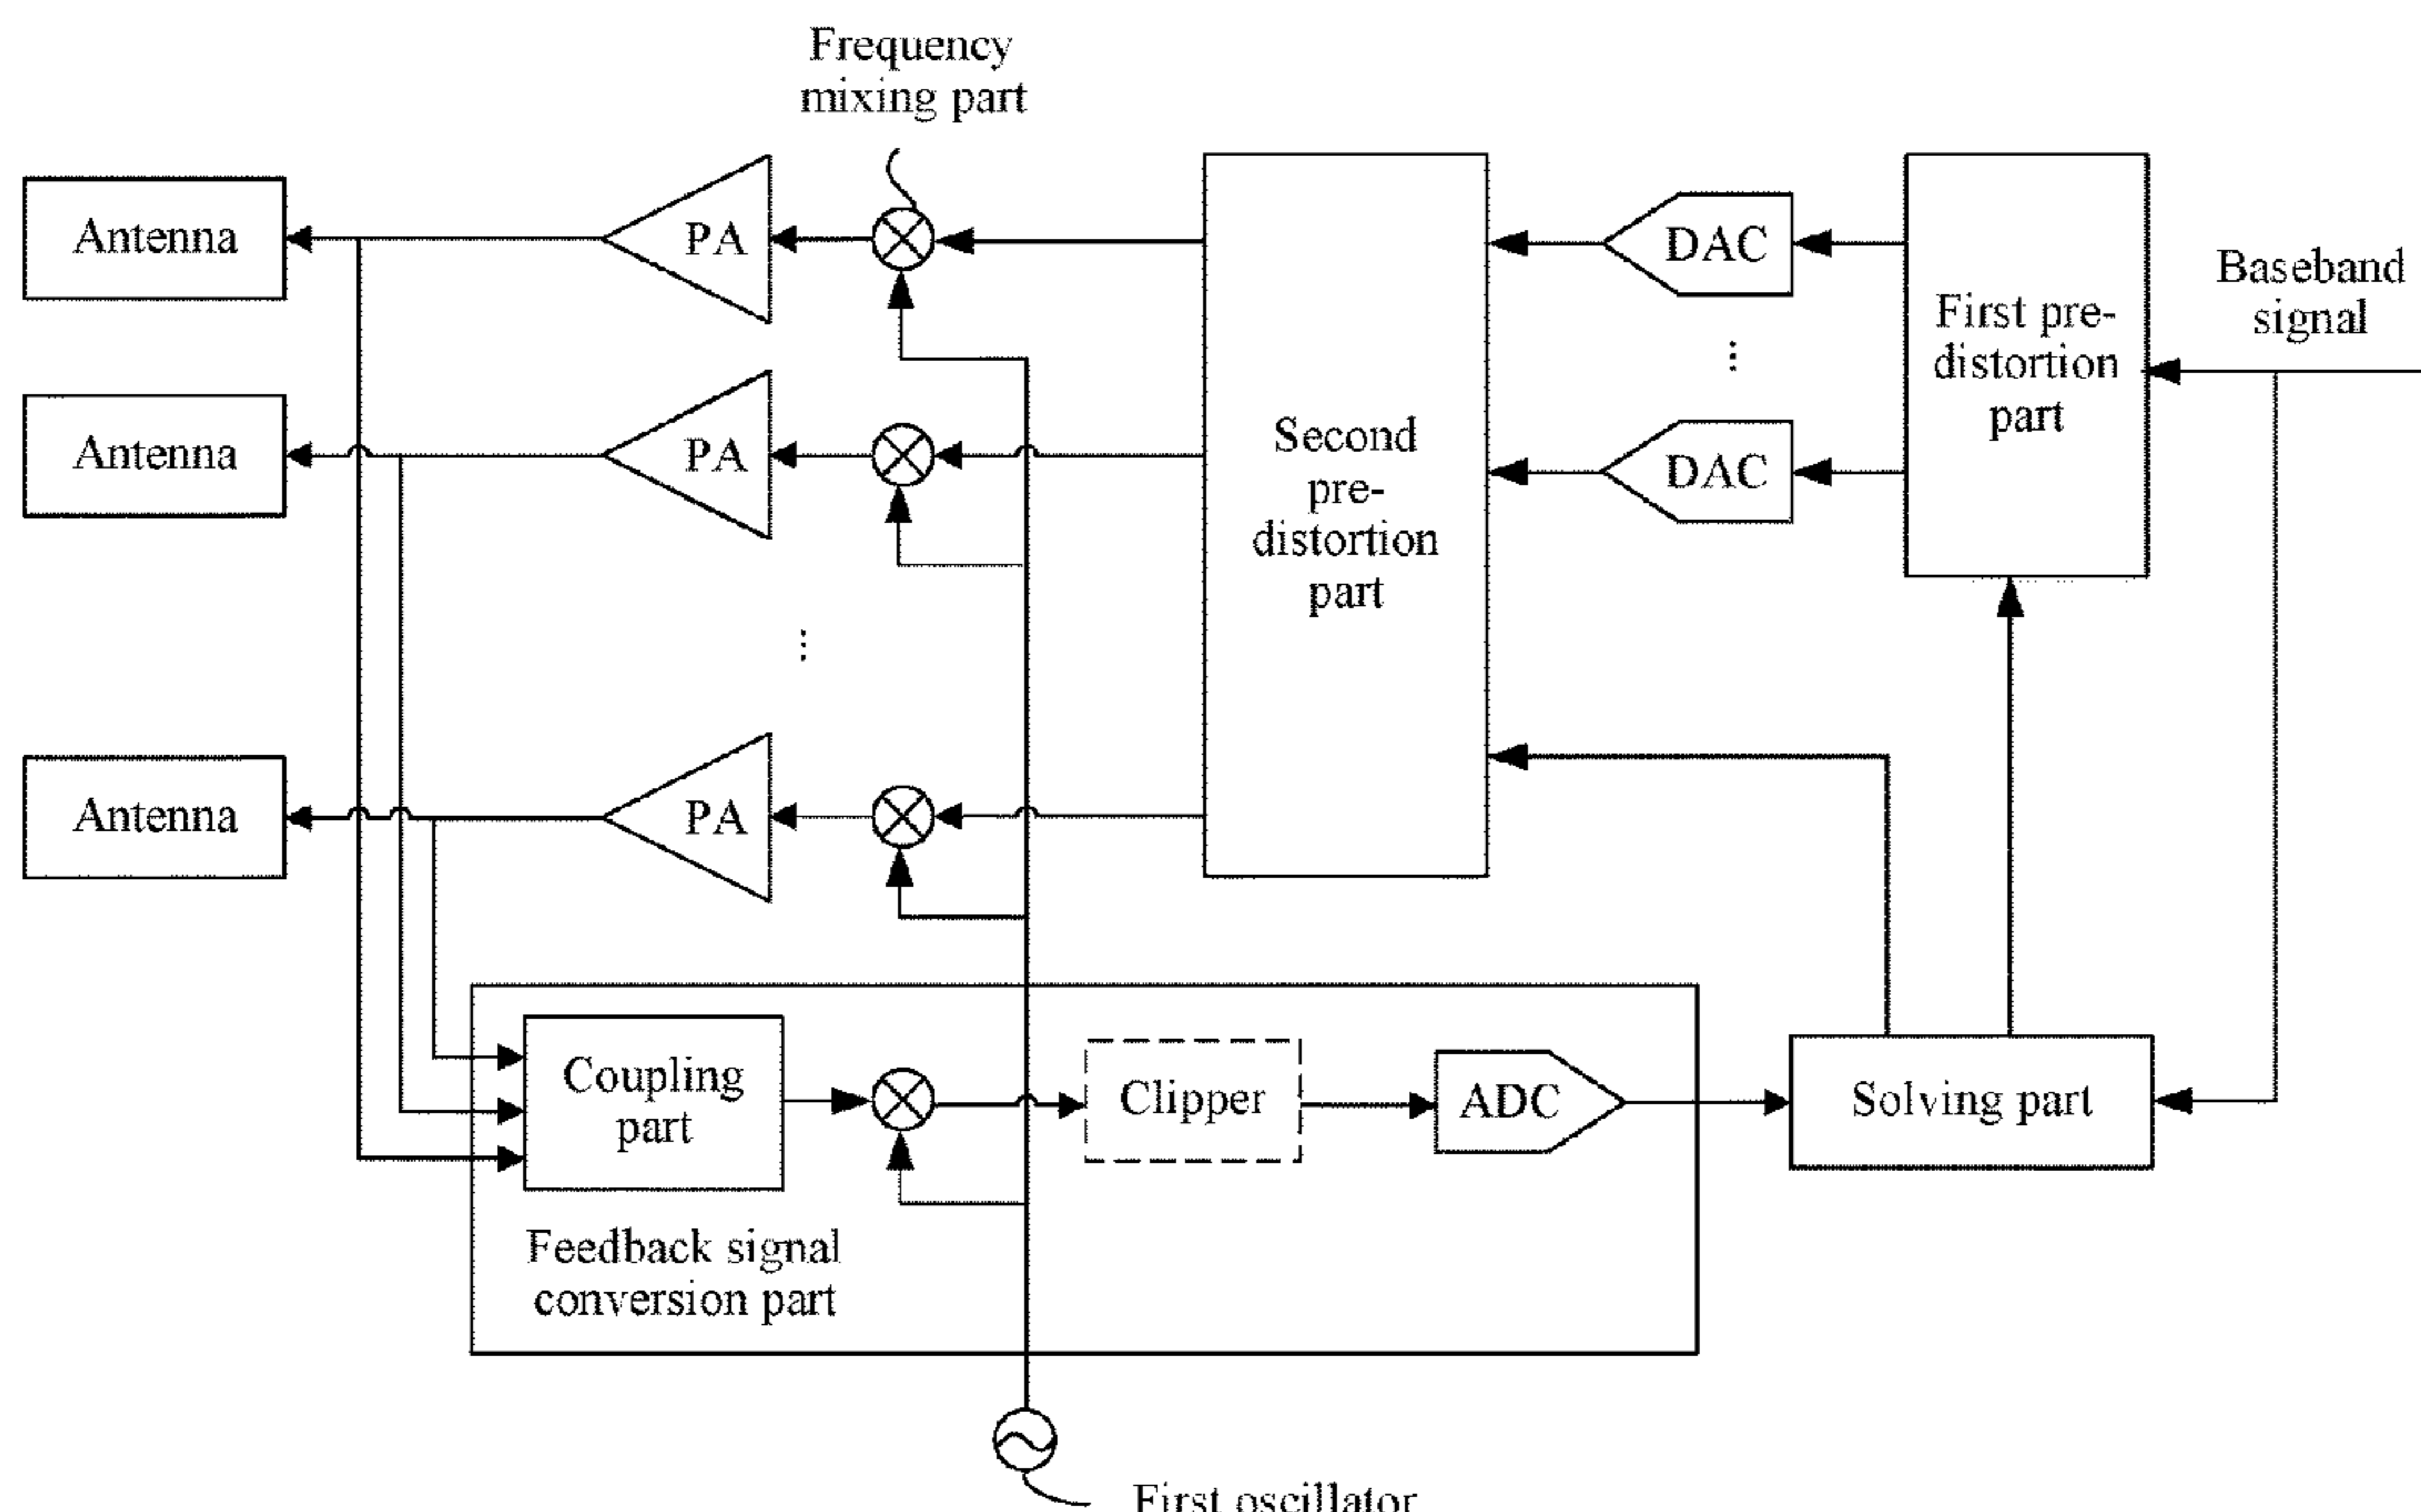 Frequency
mixing part
Antenna
PA
DAC
Baseband
signal
First pre-
distortion
part
Antenna
PA
Second
pre-
distortion
part
DAC
Antenna
PA
Coupling
part
Clipper
ADC
Solving part
Feedback signal
conversion part
First oscillator